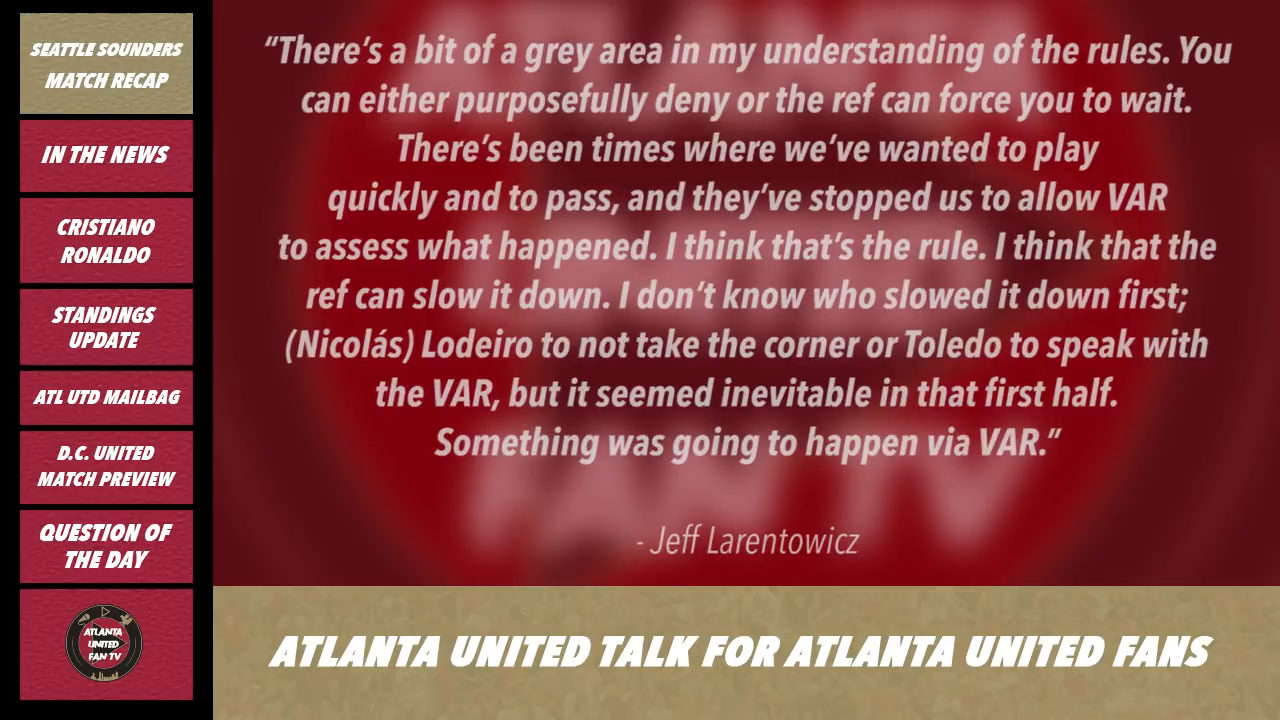 SEATTLE SOUNDERS
MATCH RECAP
IN THE NEWS
CRISTIANO
RONALDO
STANDINGS
UPDATE
ATL UTD MAILBAG
D.C. UNITED
MATCH PREVIEW
QUESTION OF
THE DAY
ATLANTA
UNITED
FAN TV
“There’s a bit of a grey area in my understanding of the rules. You
can either purposefully deny or the ref can force you to wait.
There’s been times where we’ve wanted to play
quickly and to pass, and they’ve stopped us to allow VAR
to assess what happened. I think that’s the rule. I think that the
ref can slow it down. I don’t know who slowed it down first;
(Nicolás) Lodeiro to not take the corner or Toledo to speak with
the VAR, but it seemed inevitable in that first half.
Something was going to happen via VAR.”
- Jeff Larentowicz
ATLANTA UNITED TALK FOR ATLANTA UNITED FANS